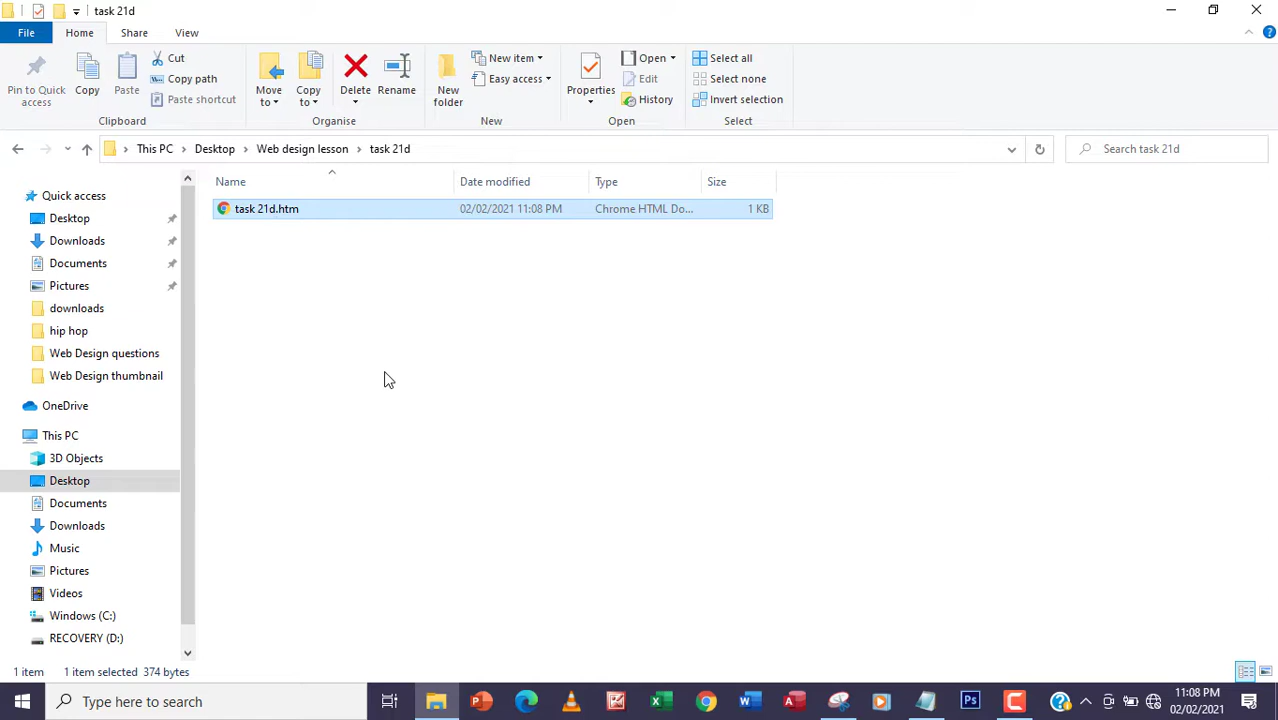 task 21d
File
Home
Share
View
Pin to Quick
access
Copy
Paste
Cut
Copy path
Paste shortcut
Clipboard
Move
to
Copy
to
Delete
Rename
Organise
New
folder
New item
Easy access
New
Properties
Open
Edit
History
Open
Select all
Select none
Invert selection
Select
This PC
Desktop
Web design lesson
task 21d
Search task 21d
Name
Date modified
Type
Size
task 21d.htm
02/02/2021 11:08 PM
Chrome HTML Do...
1 KB
Quick access
Desktop
Downloads
Documents
Pictures
downloads
hip hop
Web Design questions
Web Design thumbnail
OneDrive
This PC
3D Objects
Desktop
Documents
Downloads
Music
Pictures
Videos
Windows (C:)
RECOVERY (D:)
1 item
1 item selected 374 bytes
Type here to search
11:08 PM
02/02/2021